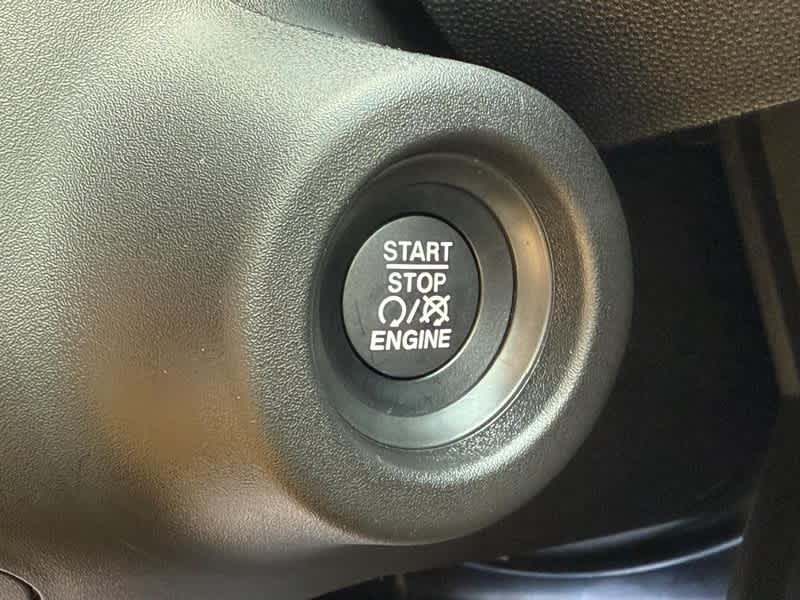 START
STOP
/
ENGINE